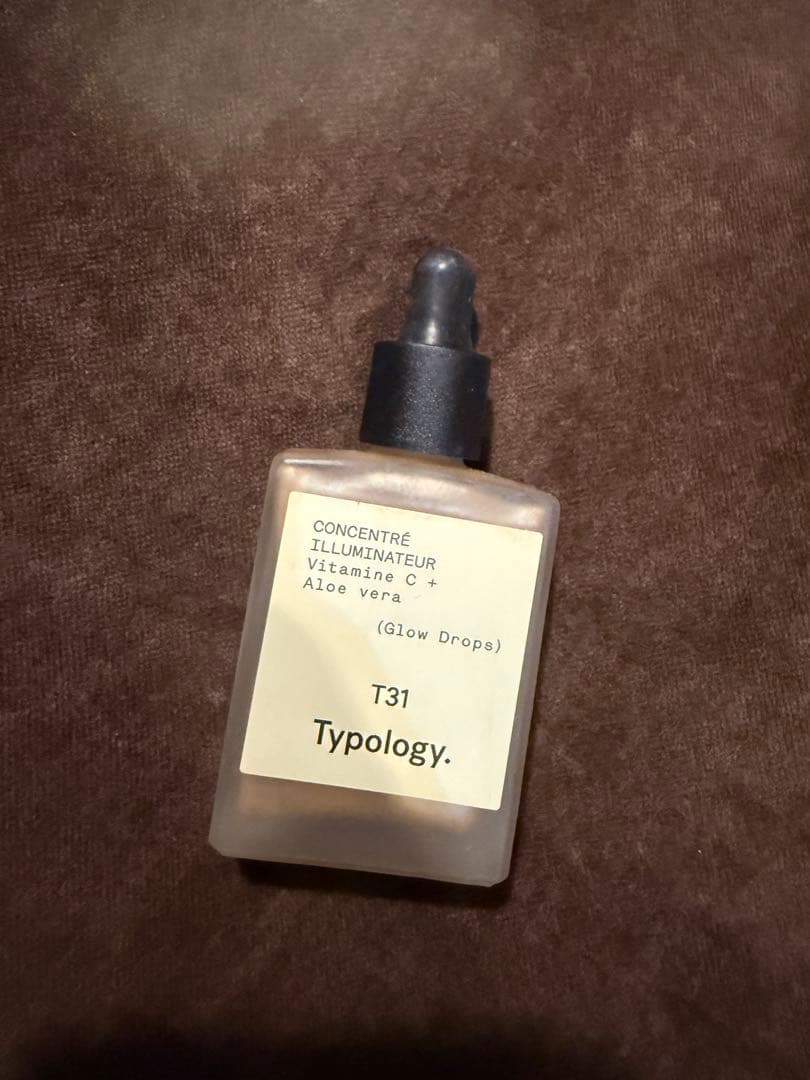 CONCENTRÉ
ILLUMINATEUR
Vitamine C +
Aloe vera
(Glow Drops)
T31
Typology.